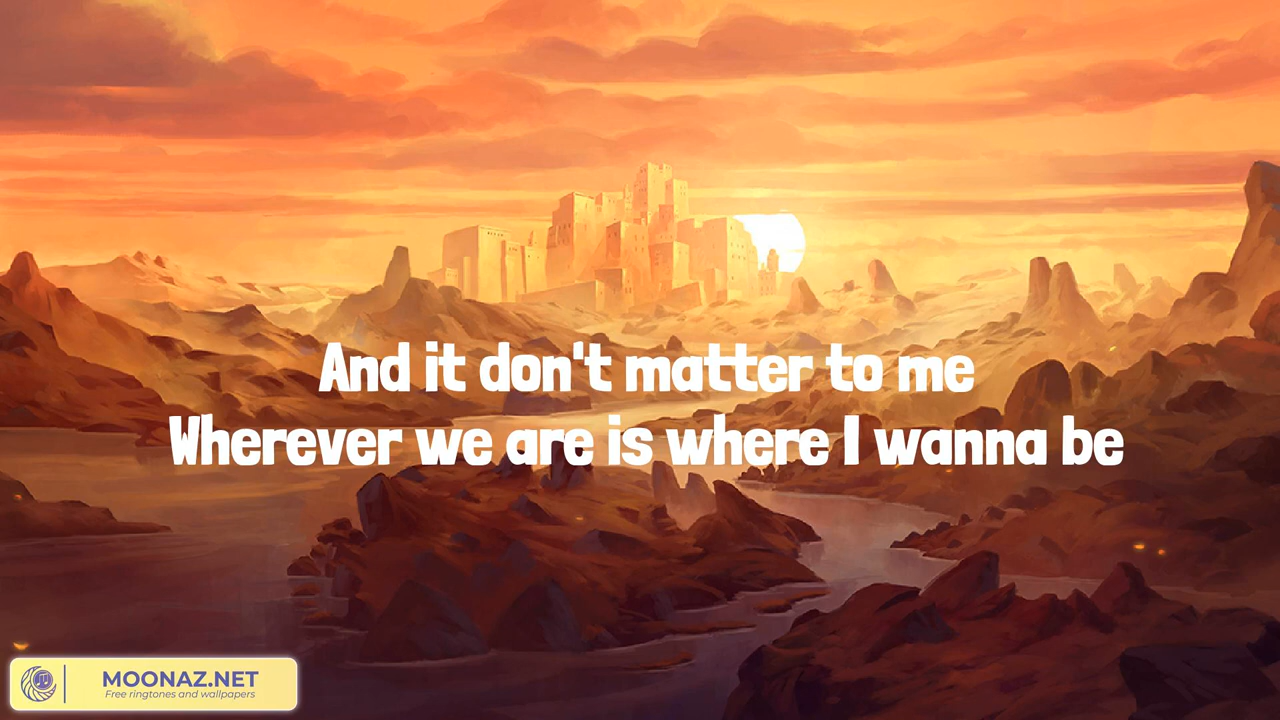 And it don't matter to me
Wherever we are is where I wanna be
MOONAZ.NET
Free ringtones and wallpapers